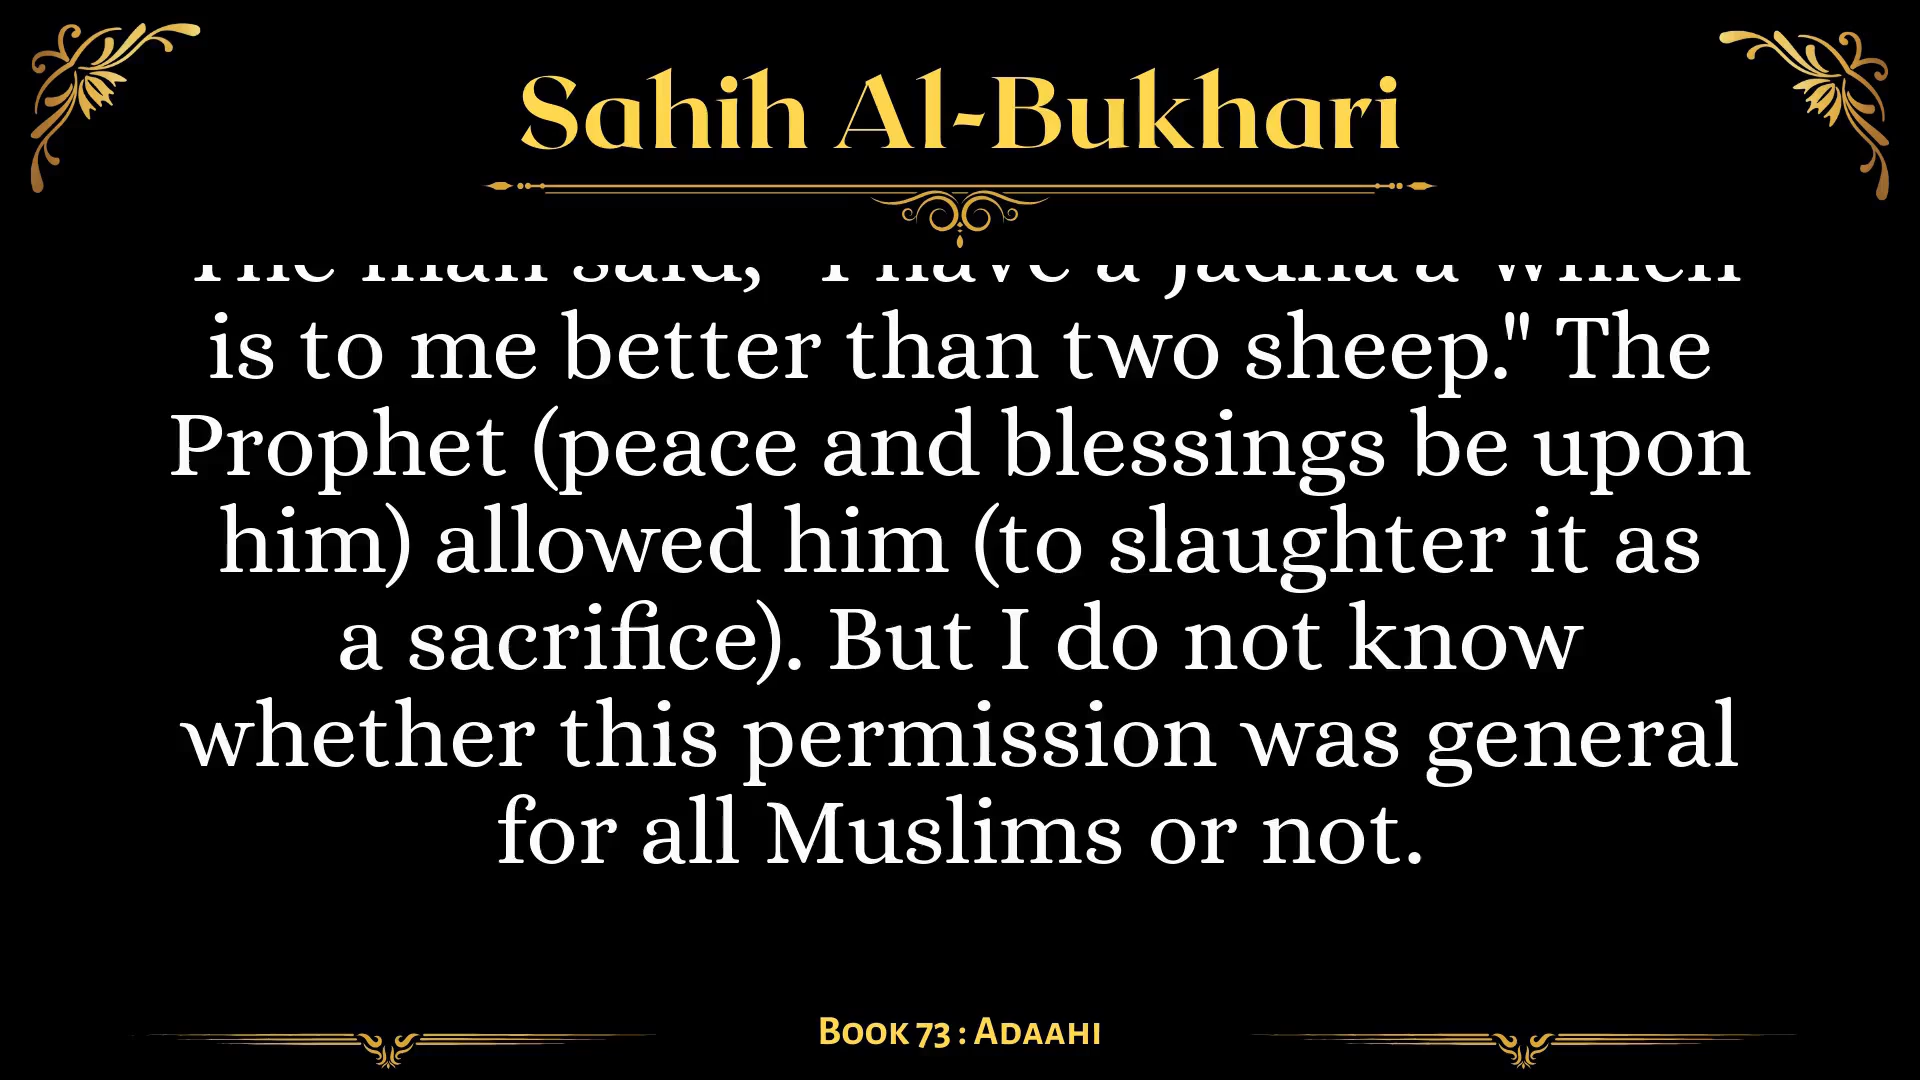 Sahih Al-Bukhari
The man said, "I have a Jadha'a which
is to me better than two sheep." The
Prophet (peace and blessings be upon
him) allowed him (to slaughter it as
a sacrifice). But I do not know
whether this permission was general
for all Muslims or not.
Book 73 : Adaahi